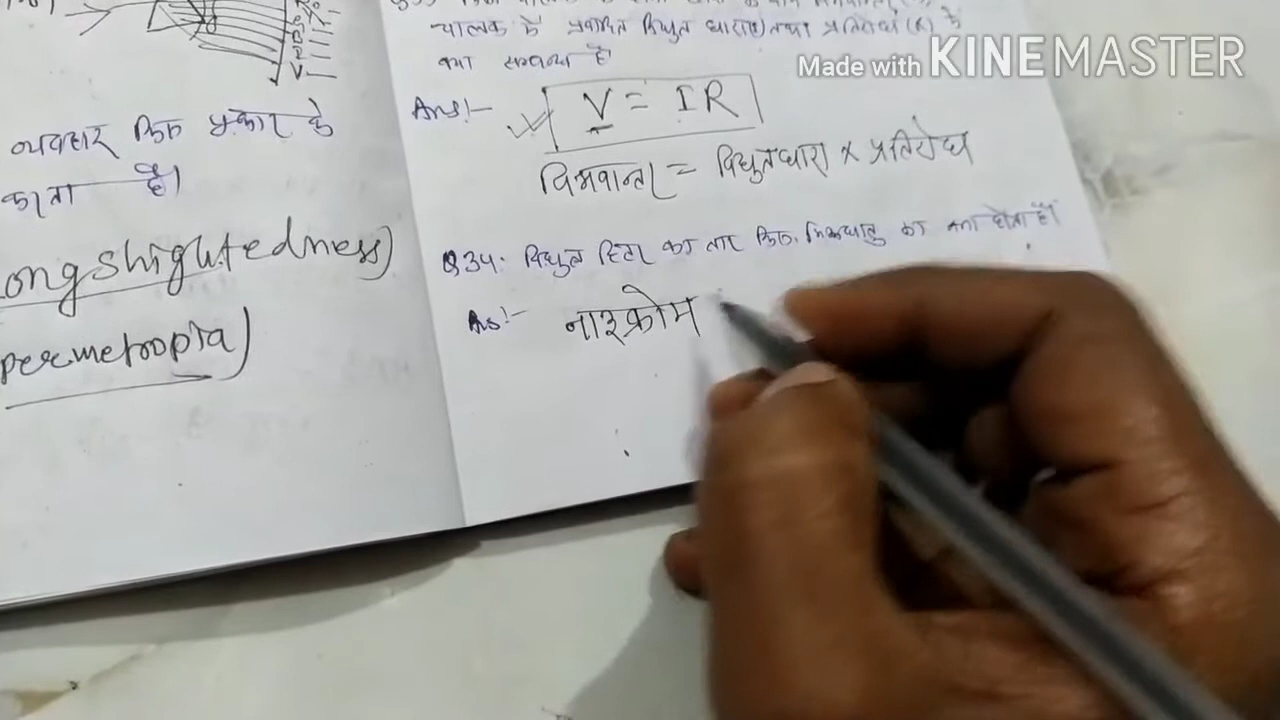 R
V
व्यवहार किस प्रकार के
करता है।
ongshightedness)
permetropia)
चालक में प्रवाहित विद्युत धारा(I) तथा प्रतिरोध (R) में
क्या सम्बन्ध है
Ans:- V = IR
विभवान्तर = विद्युतधारा × प्रतिरोध
Q34. विद्युत हिटर का तार किस मिश्रधातु का बना होता है।
Ans:- नाइक्रोम
Made with KINEMASTER